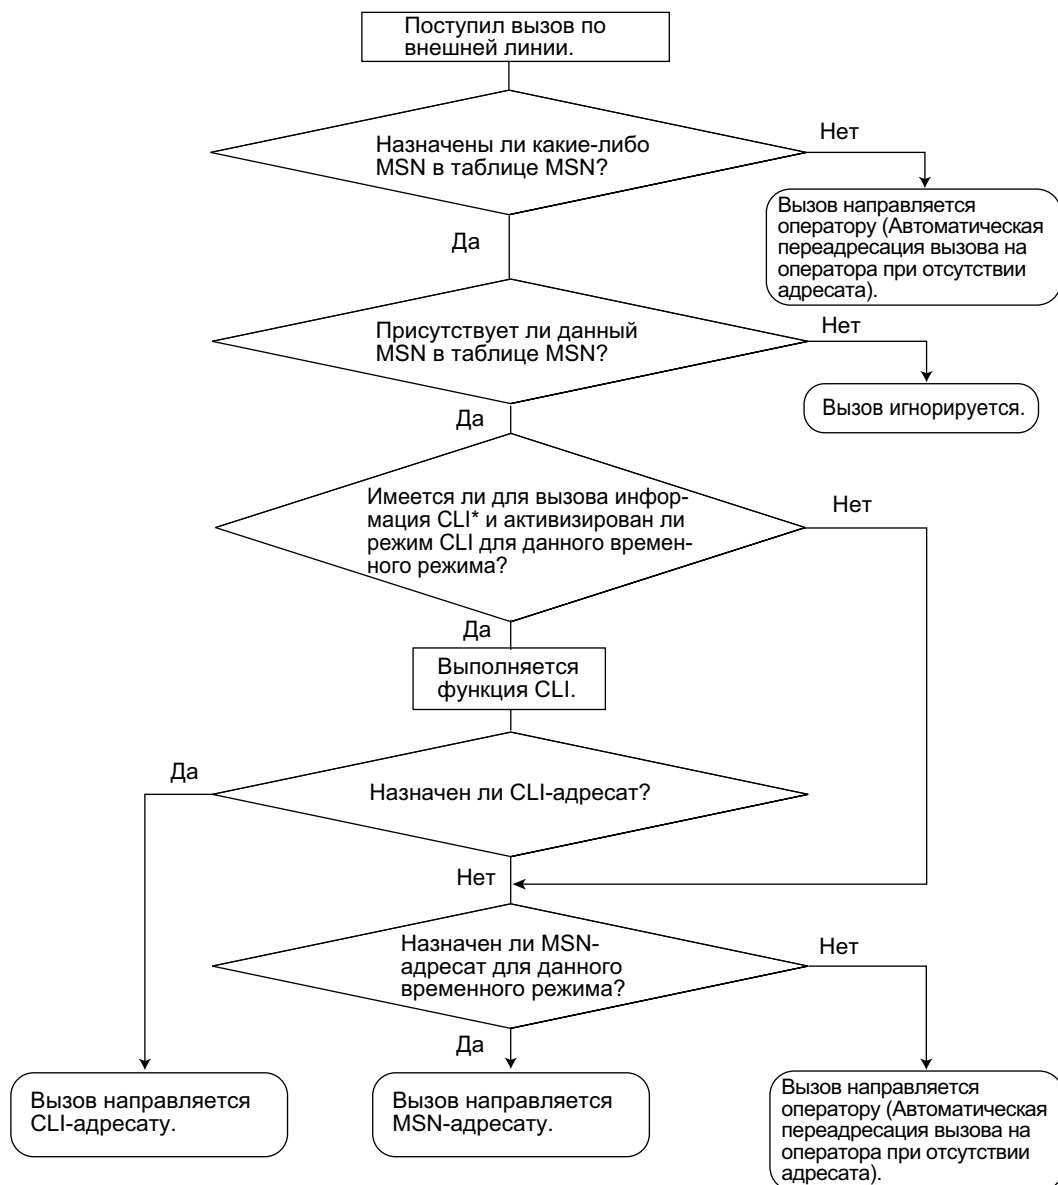 Поступил вызов по
внешней линии.
Назначены ли какие-либо
MSN в таблице MSN?
Нет
Вызов направляется
оператору (Автоматическая
переадресация вызова на
оператора при отсутствии
адресата).
Да
Присутствует ли данный
MSN в таблице MSN?
Нет
Вызов игнорируется.
Да
Имеется ли для вызова инфор-
мация CLI* и активизирован ли
режим CLI для данного времен-
ного режима?
Нет
Да
Выполняется
функция CLI.
Да
Назначен ли CLI-адресат?
Нет
Назначен ли MSN-
адресат для данного
временного режима?
Нет
Да
Вызов направляется
CLI-адресату.
Вызов направляется
MSN-адресату.
Вызов направляется
оператору (Автоматическая
переадресация вызова на
оператора при отсутствии
адресата).